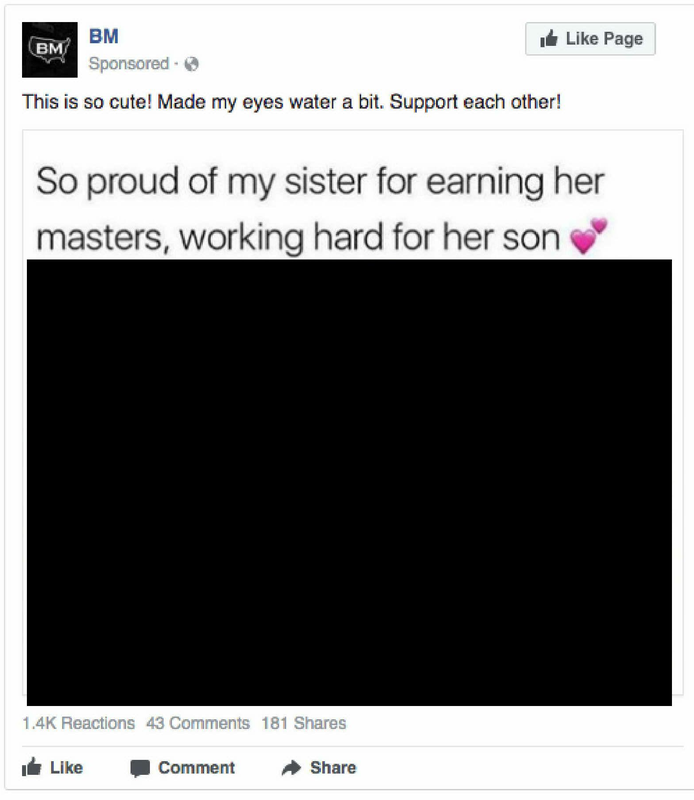 BM
BM
Like Page
Sponsored ·
This is so cute! Made my eyes water a bit. Support each other!
So proud of my sister for earning her
masters, working hard for her son 💕
1.4K Reactions 43 Comments 181 Shares
Like Comment Share